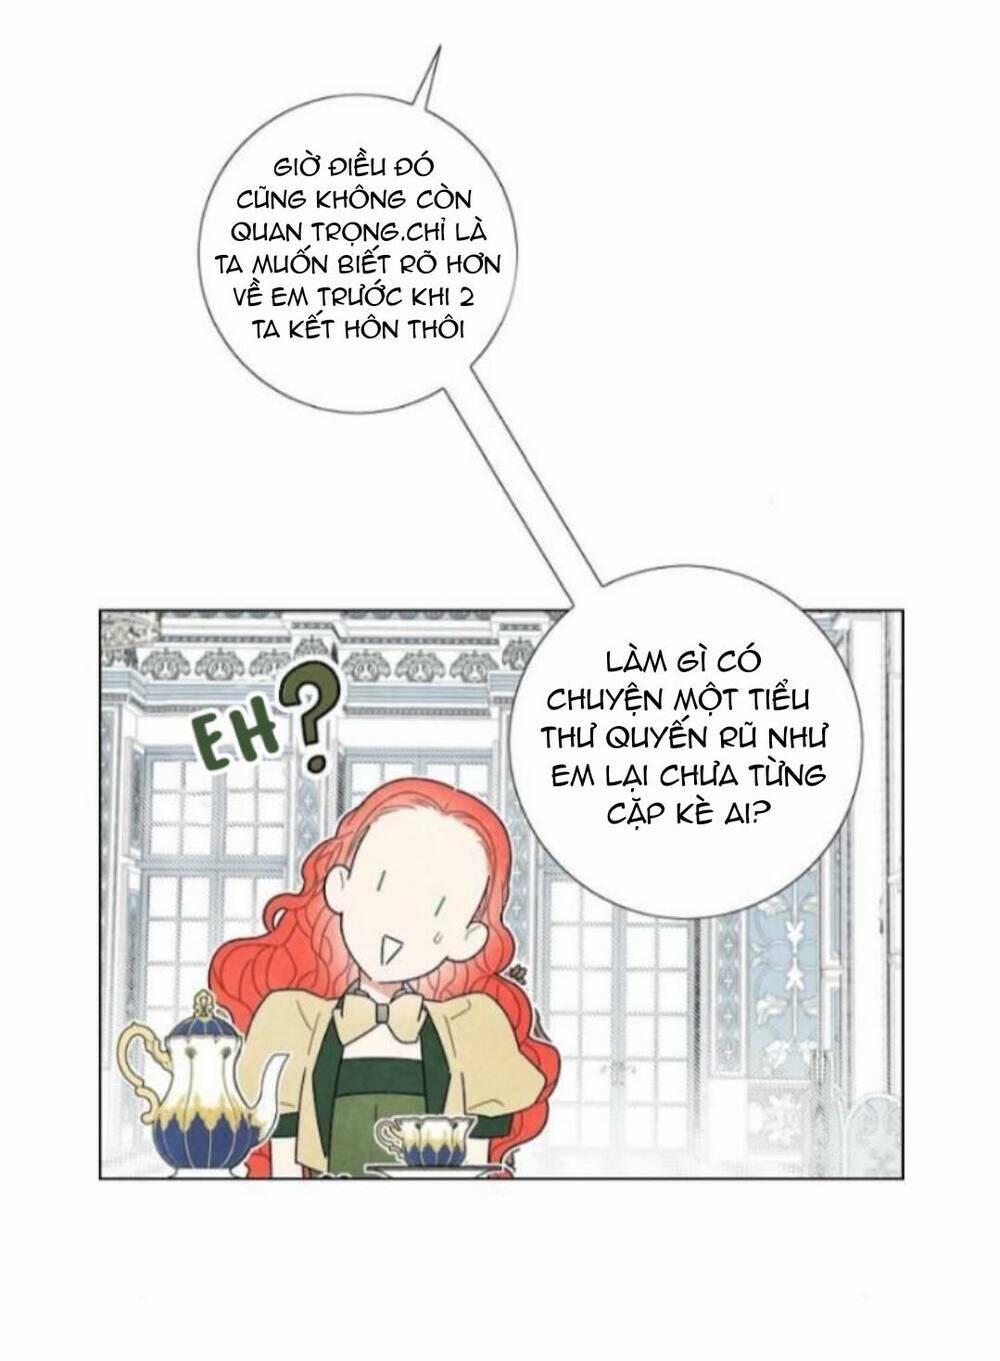 GIỜ ĐIỀU ĐÓ
CŨNG KHÔNG CÒN
QUAN TRỌNG.CHỈ LÀ
TA MUỐN BIẾT RÕ HƠN
VỀ EM TRƯỚC KHI 2
TA KẾT HÔN THÔI
LÀM GÌ CÓ
CHUYỆN MỘT TIỂU
THƯ QUYẾN RŨ NHƯ
EM LẠI CHƯA TỪNG
CẶP KÈ AI?
EH?